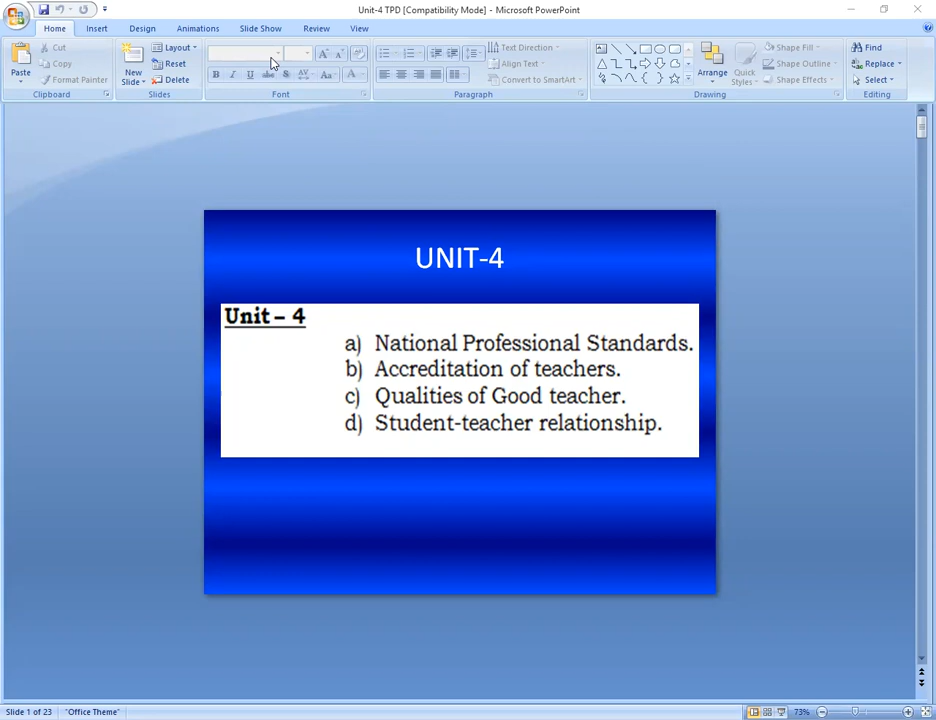 Unit-4 TPD [Compatibility Mode] - Microsoft PowerPoint
Home Insert Design Animations Slide Show Review View
Paste
Cut
Copy
Format Painter
Clipboard
New Slide
Layout
Reset
Delete
Slides
B I U abc S AV Aa A
Font
Text Direction
Align Text
Convert to SmartArt
Paragraph
Arrange
Quick Styles
Shape Fill
Shape Outline
Shape Effects
Drawing
Find
Replace
Select
Editing
UNIT-4
Unit – 4
a) National Professional Standards.
b) Accreditation of teachers.
c) Qualities of Good teacher.
d) Student-teacher relationship.
Slide 1 of 23 "Office Theme" 73%